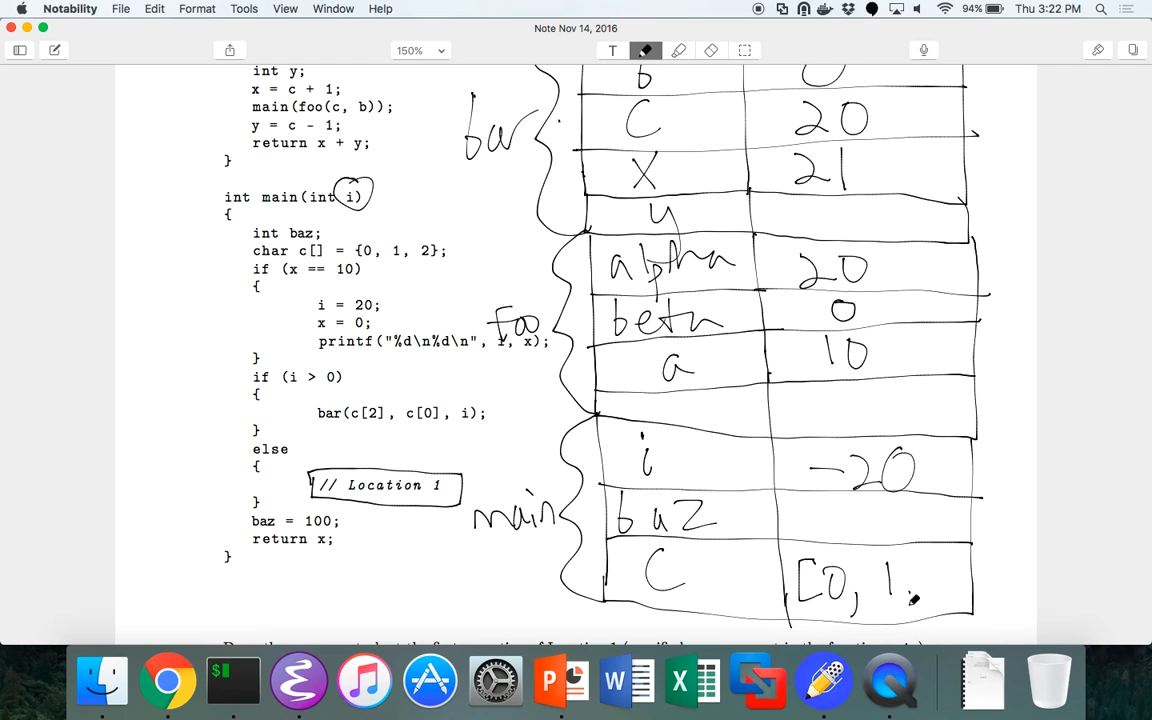 Notability File Edit Format Tools View Window Help 94% Thu 3:22 PM
Note Nov 14, 2016
150% T
int y;
x = c + 1;
main(foo(c, b));
y = c - 1;
return x + y;
}
int main(int i)
{
int baz;
char c[] = {0, 1, 2};
if (x == 10)
{
i = 20;
x = 0;
printf("%d\n%d\n", i, x);
}
if (i > 0)
{
bar(c[2], c[0], i);
}
else
{
// Location 1
}
baz = 100;
return x;
}
bar
b 0
C 20
X 21
y
foo
alpha 20
beta 0
a 10
main
i -20
baz
C [0, 1,
$
P W X